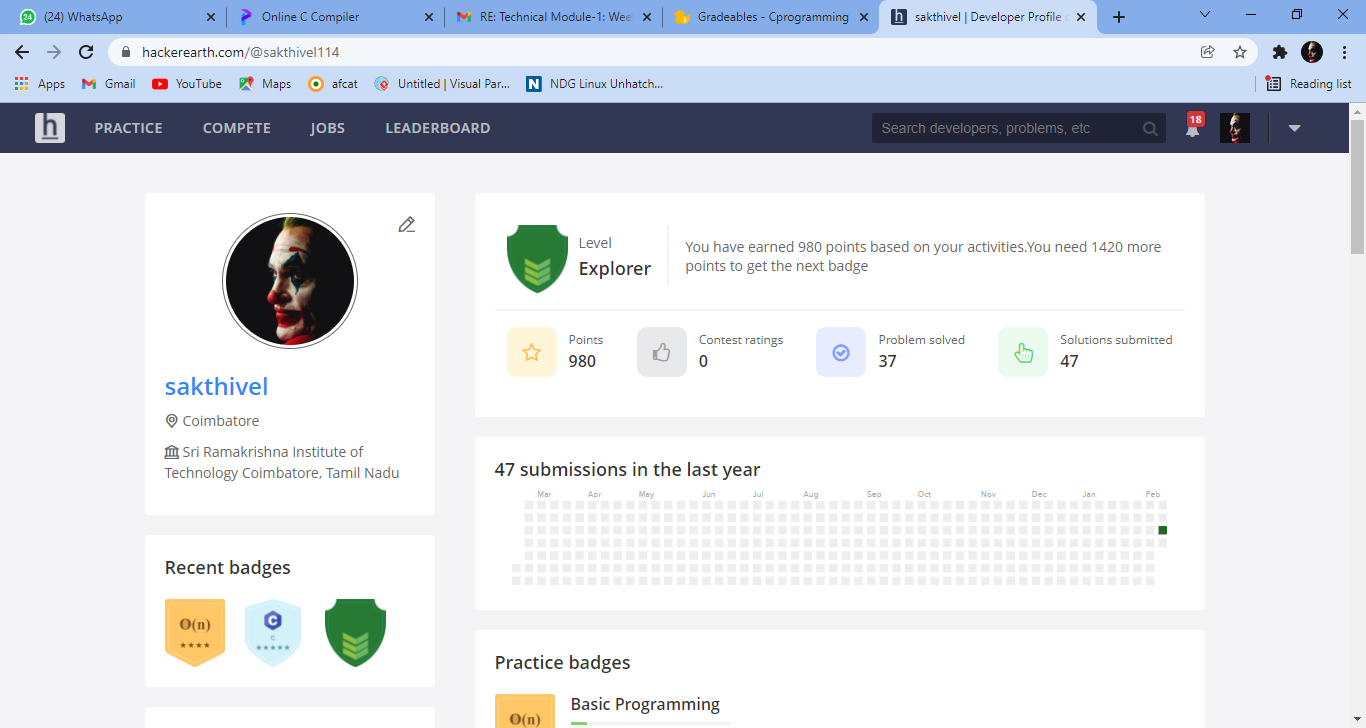 24
(24) WhatsApp
Online C Compiler
RE: Technical Module-1: Wee
Gradeables - Cprogramming
h
sakthivel | Developer Profile
hackerearth.com/@sakthivel114
Apps
Gmail
YouTube
Maps
afcat
Untitled | Visual Par...
N
NDG Linux Unhatch...
Reading list
h
PRACTICE
COMPETE
JOBS
LEADERBOARD
Search developers, problems, etc
18
sakthivel
Coimbatore
Sri Ramakrishna Institute of
Technology Coimbatore, Tamil Nadu
Recent badges
O(n)
C
C
Level
Explorer
You have earned 980 points based on your activities.You need 1420 more
points to get the next badge
Points
980
Contest ratings
0
Problem solved
37
Solutions submitted
47
47 submissions in the last year
Mar Apr May Jun Jul Aug Sep Oct Nov Dec Jan Feb
Practice badges
O(n)
Basic Programming